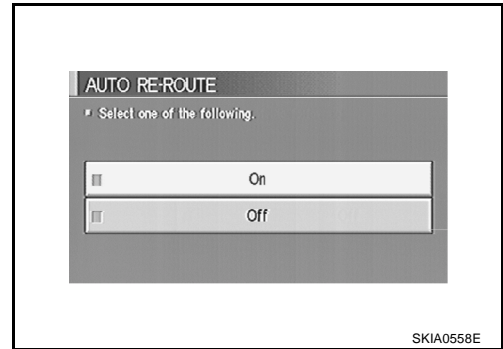 AUTO RE-ROUTE
Select one of the following.
On
Off
SKIA0558E